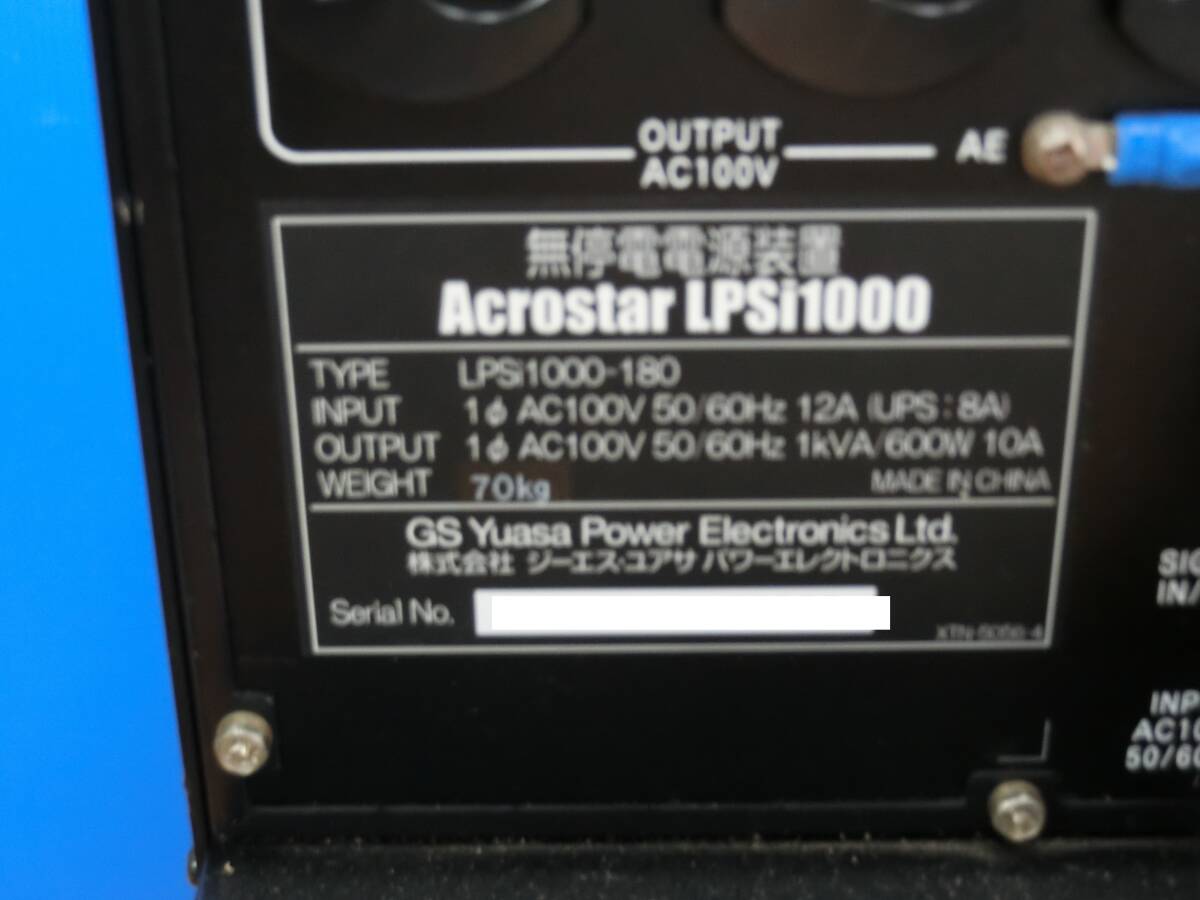 OUTPUT
AC100V
AE
無停電電源装置
Acrostar LPSi1000
TYPE LPSi1000-180
INPUT 1φ AC100V 50/60Hz 12A (UPS:8A)
OUTPUT 1φ AC100V 50/60Hz 1kVA/600W 10A
WEIGHT 70kg MADE IN CHINA
GS Yuasa Power Electronics Ltd.
株式会社 ジーエス・ユアサ パワーエレクトロニクス
Serial No.
IN/
50/60